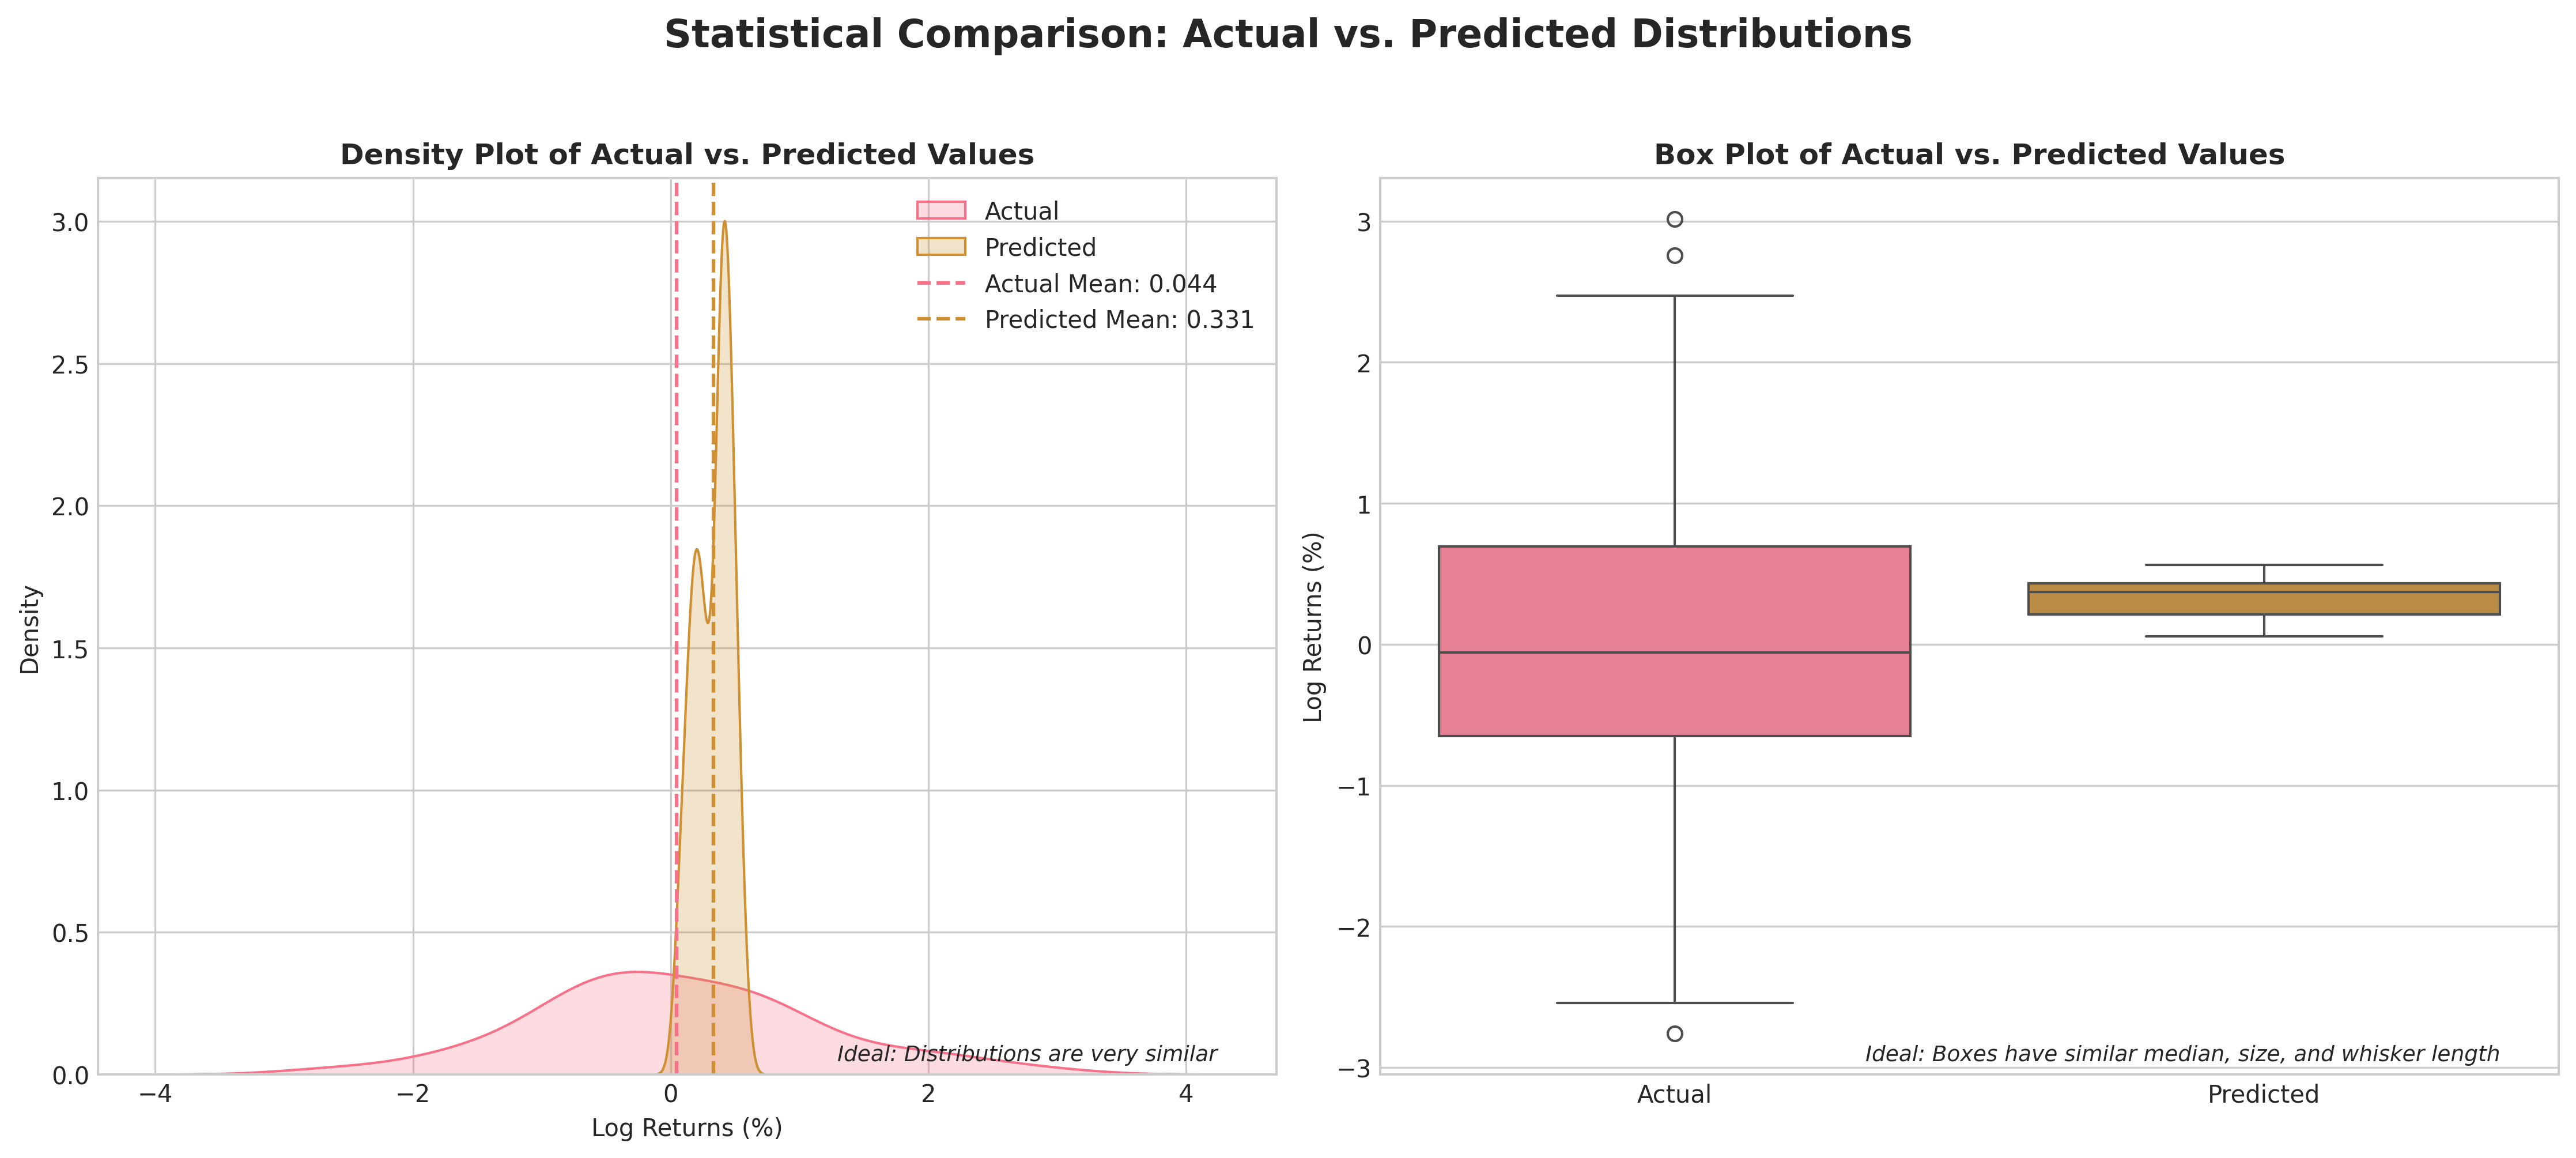 Statistical Comparison: Actual vs. Predicted Distributions
Density Plot of Actual vs. Predicted Values
Density
3.0
2.5
2.0
1.5
1.0
0.5
0.0
Actual
Predicted
Actual Mean: 0.044
Predicted Mean: 0.331
Ideal: Distributions are very similar
−4
−2
0
2
4
Log Returns (%)
Box Plot of Actual vs. Predicted Values
Log Returns (%)
3
2
1
0
−1
−2
−3
Ideal: Boxes have similar median, size, and whisker length
Actual
Predicted